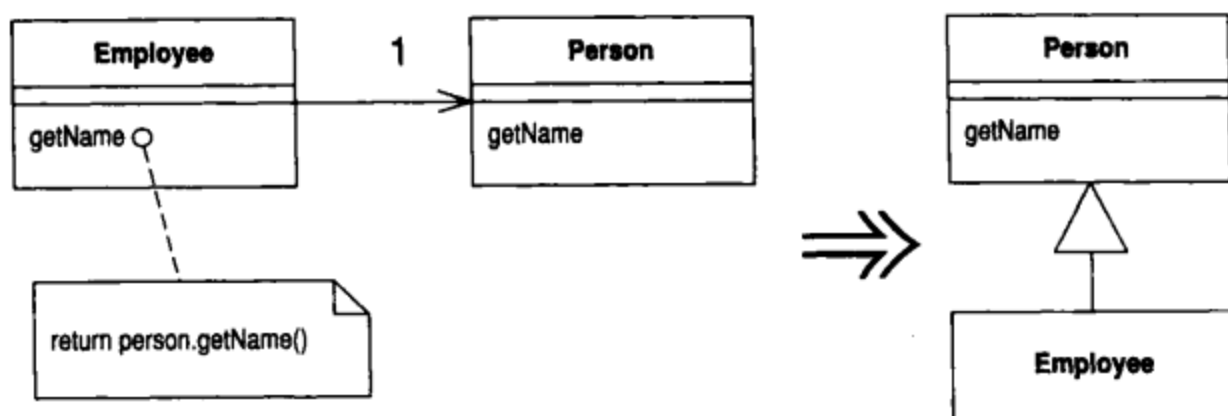 Employee
1
Person
Person
getName
getName
getName
return person.getName()
Employee